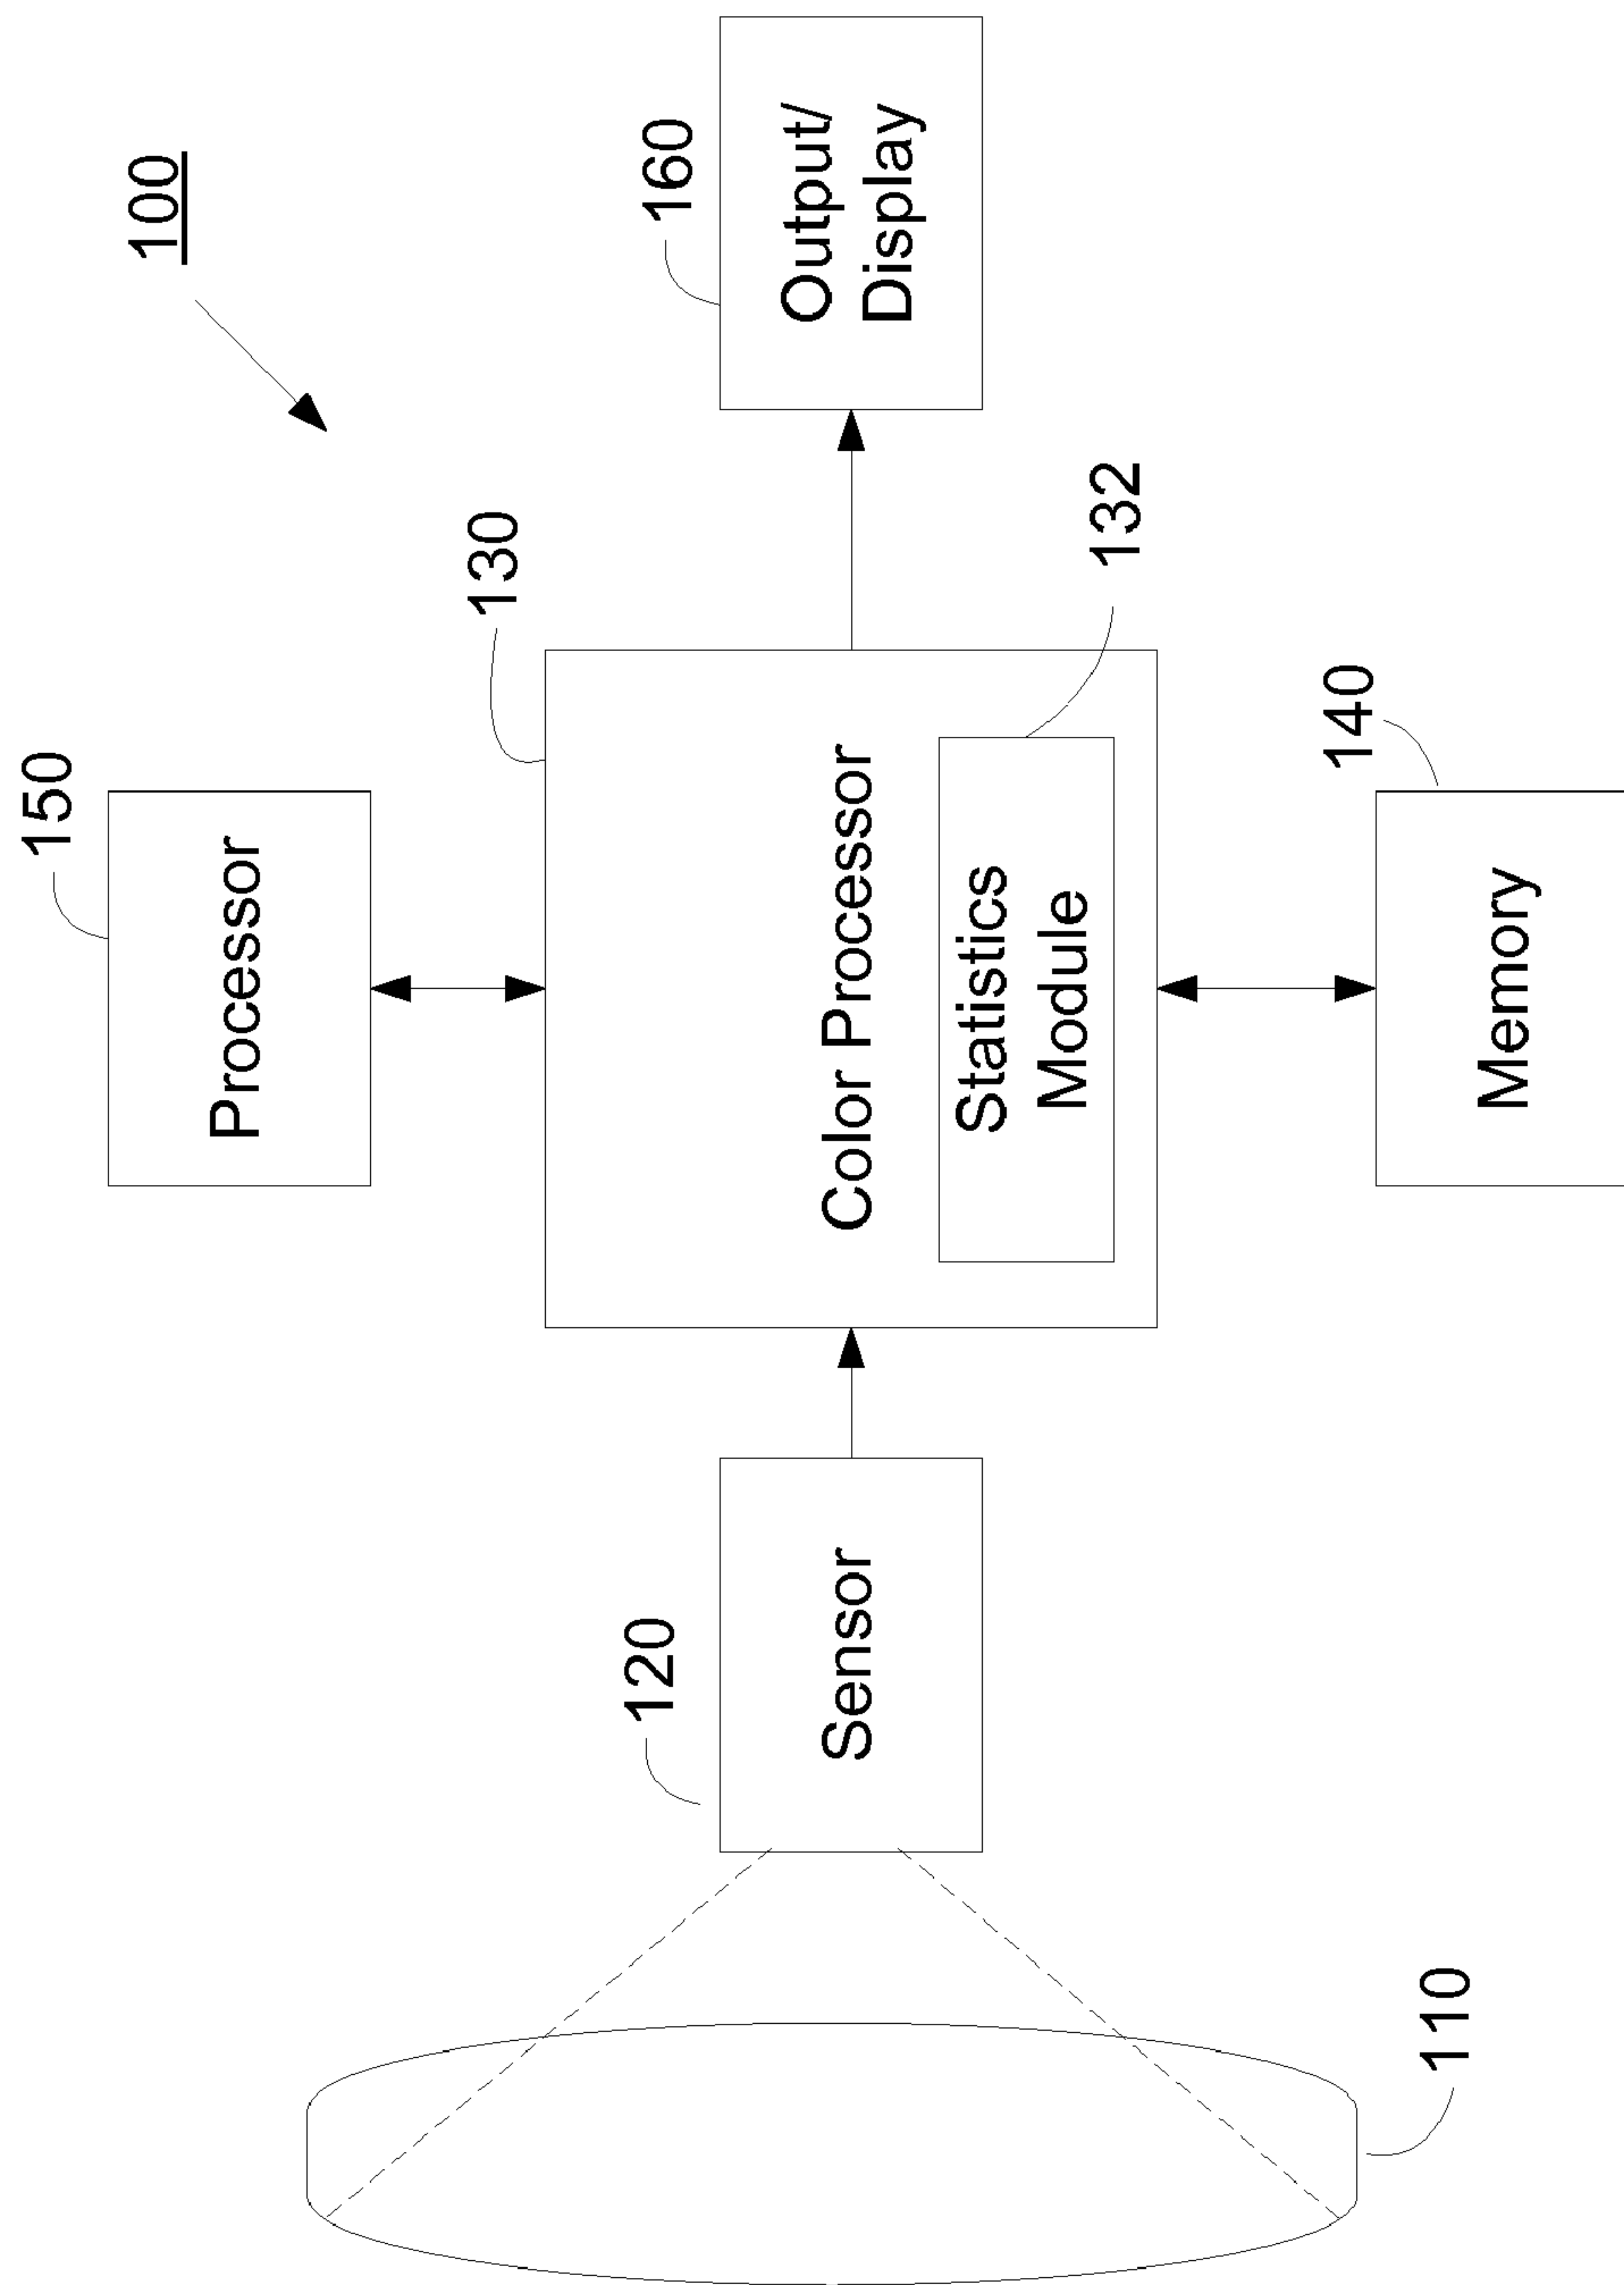 100
150
Processor
130
160
Output/
Display
120
Sensor
Color Processor
Statistics
Module
132
110
140
Memory